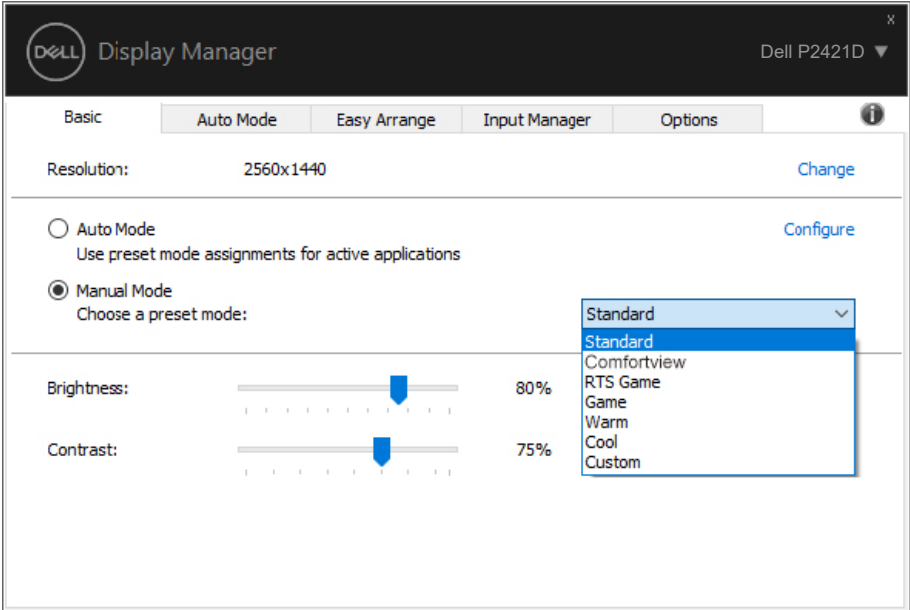 x
DELL Display Manager
Dell P2421D ▼
Basic Auto Mode Easy Arrange Input Manager Options
Resolution: 2560x1440 Change
Auto Mode Configure
Use preset mode assignments for active applications
Manual Mode
Choose a preset mode: Standard
Standard
Comfortview
RTS Game
Game
Warm
Cool
Custom
Brightness: 80%
Contrast: 75%